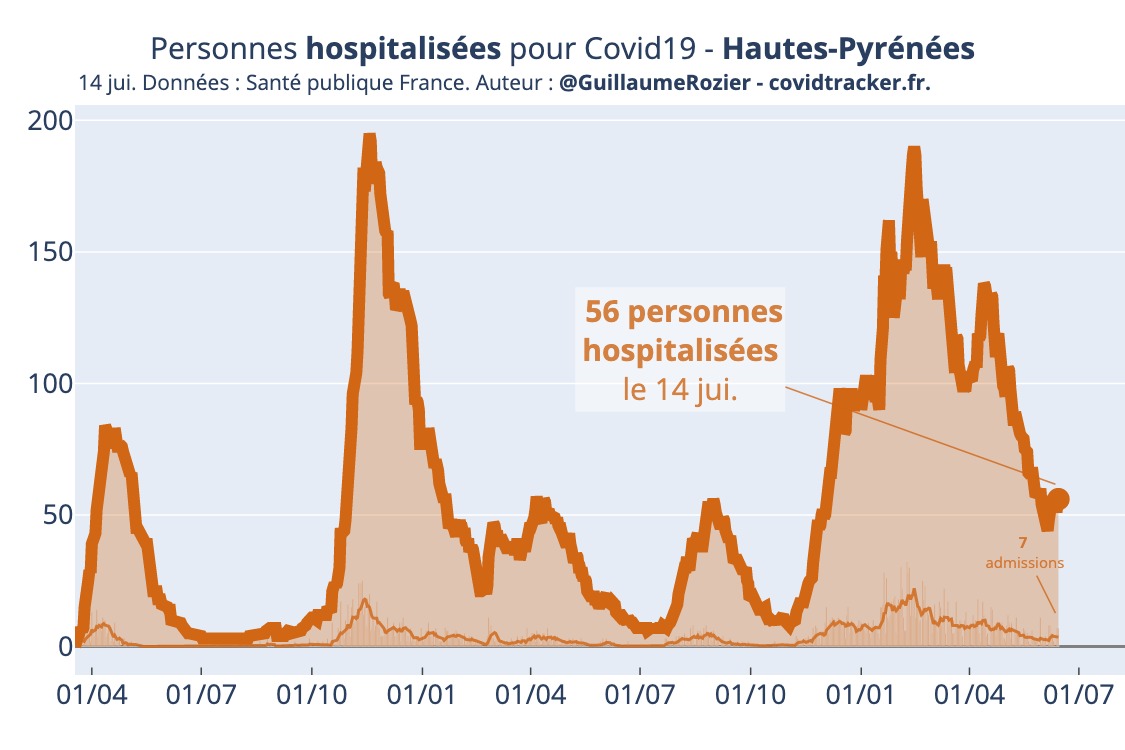 Personnes hospitalisées pour Covid19 - Hautes-Pyrénées
14 jui. Données : Santé publique France. Auteur : @GuillaumeRozier - covidtracker.fr.
200
150
100
50
0
56 personnes
hospitalisées
le 14 jui.
7
admissions
01/04 01/07 01/10 01/01 01/04 01/07 01/10 01/01 01/04 01/07